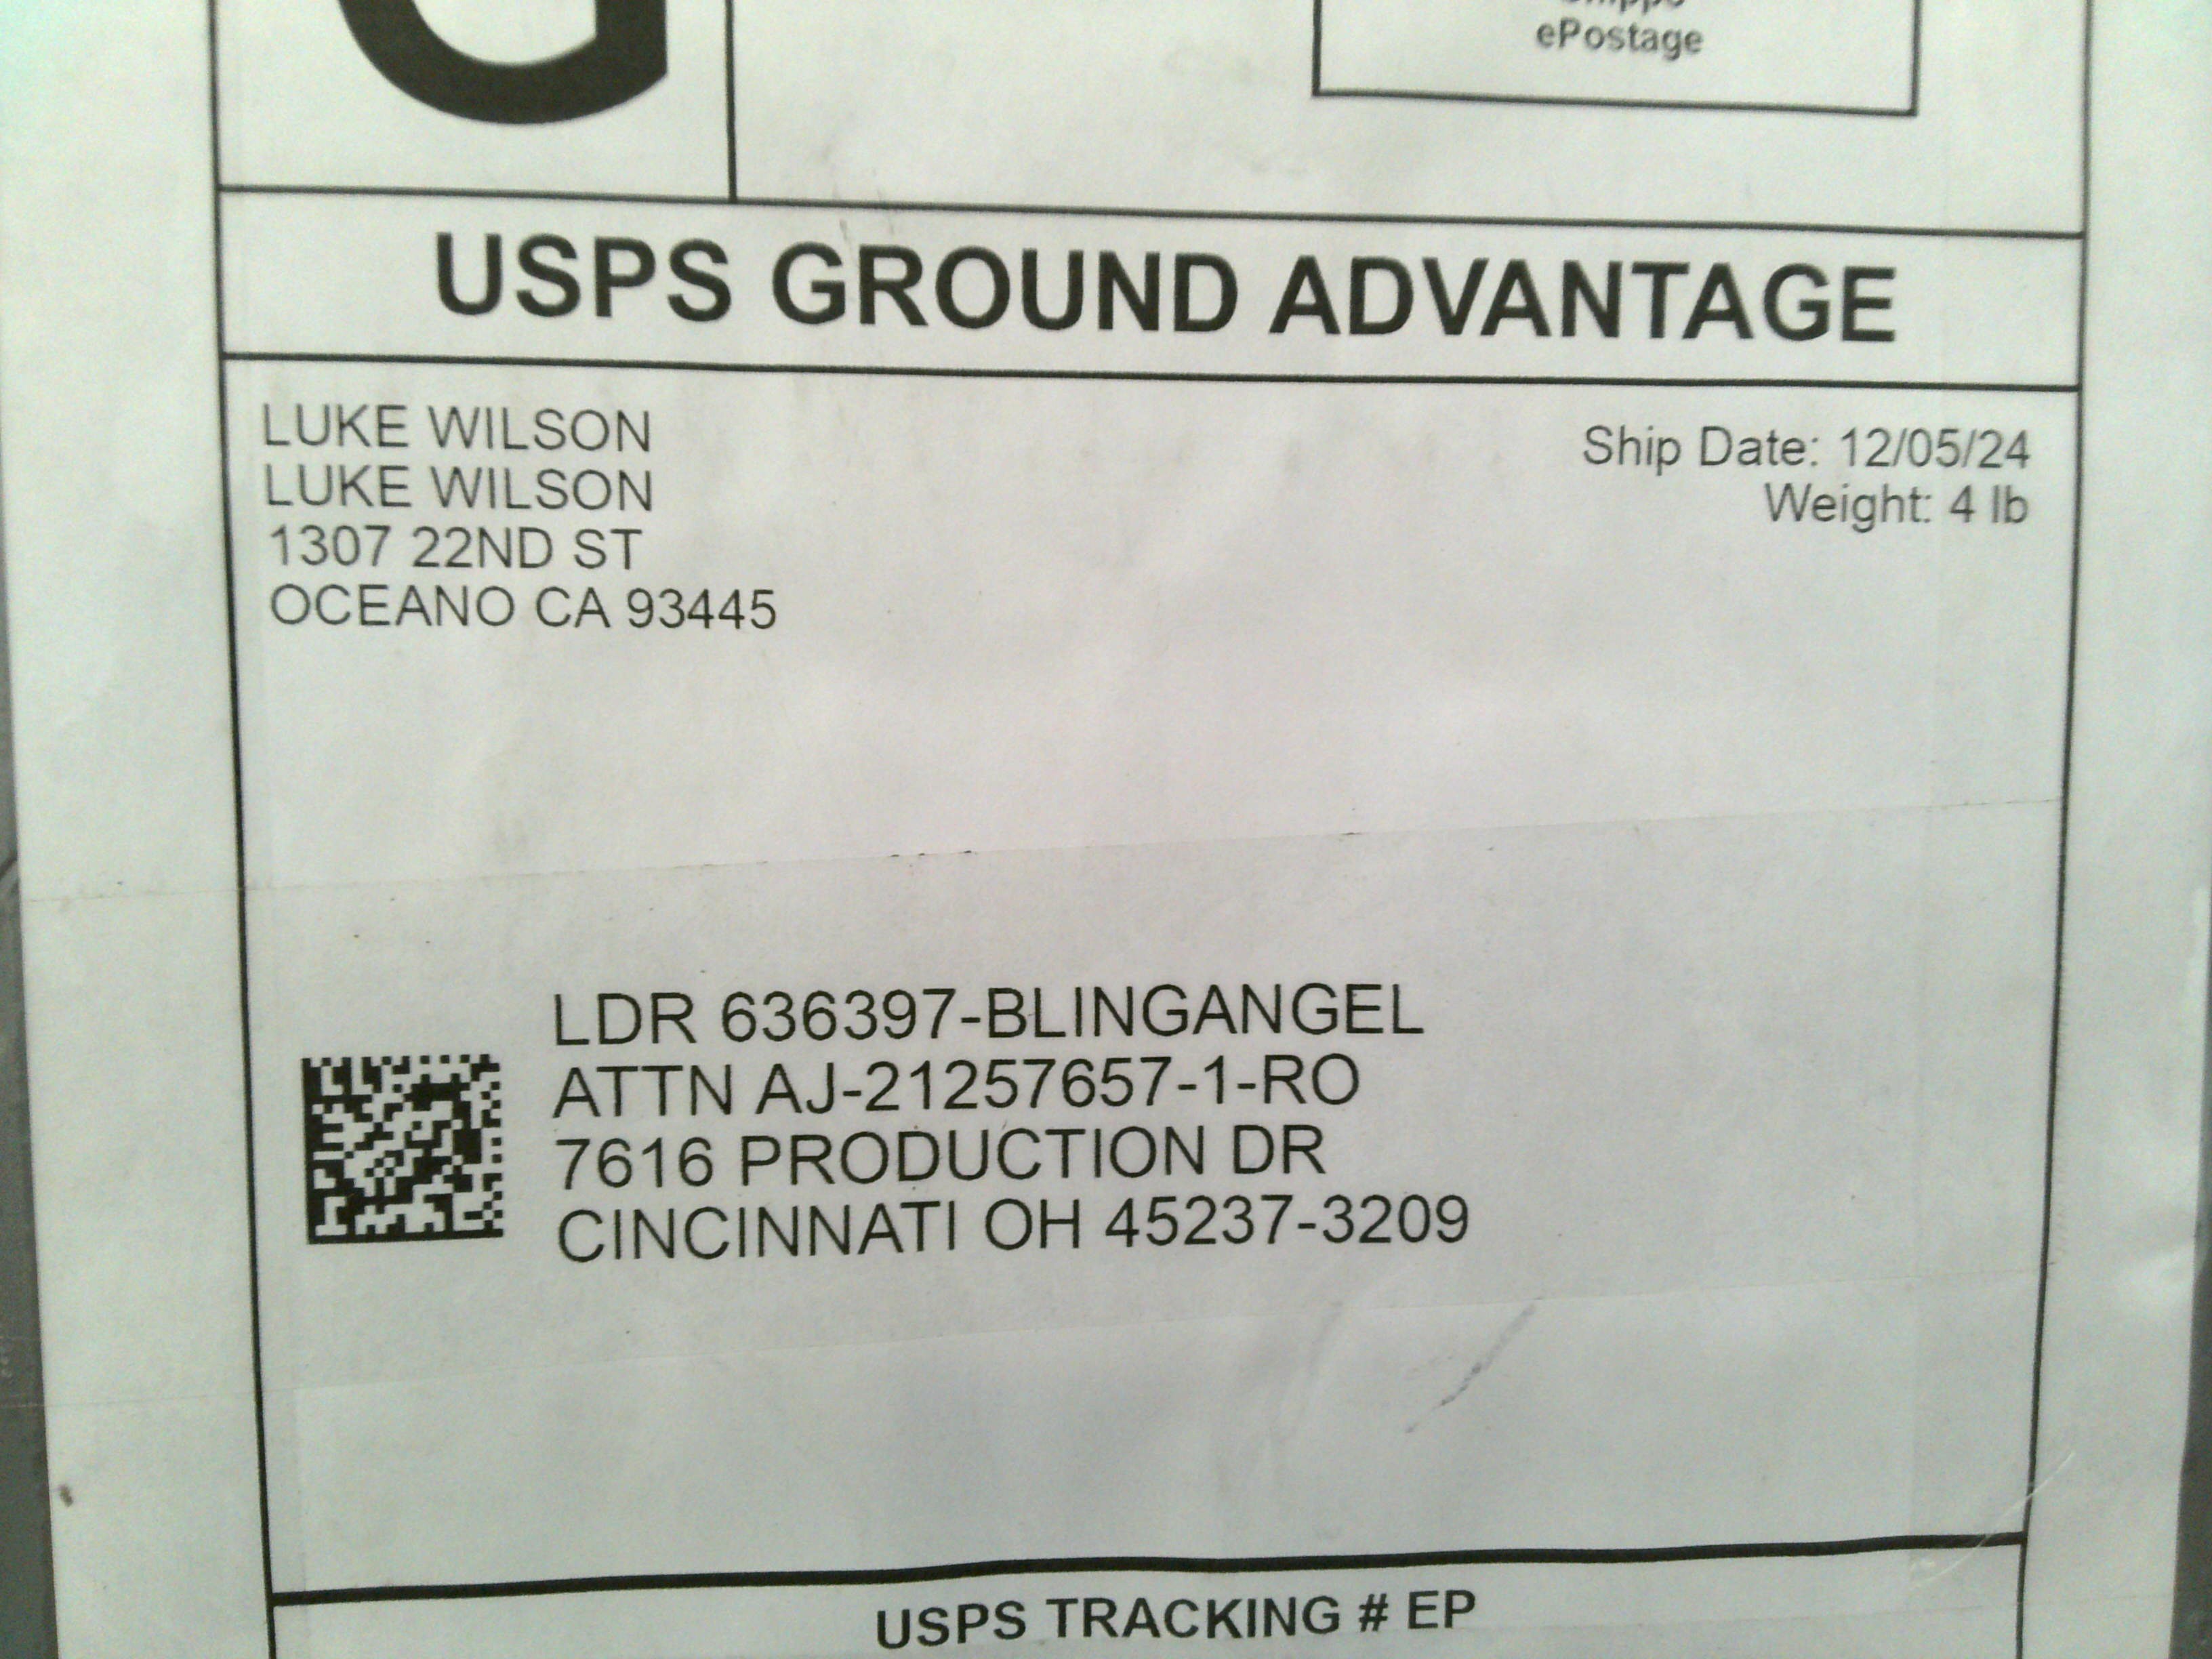 G
ePostage
USPS GROUND ADVANTAGE
LUKE WILSON
LUKE WILSON
1307 22ND ST
OCEANO CA 93445
Ship Date: 12/05/24
Weight: 4 lb
LDR 636397-BLINGANGEL
ATTN AJ-21257657-1-RO
7616 PRODUCTION DR
CINCINNATI OH 45237-3209
USPS TRACKING # EP